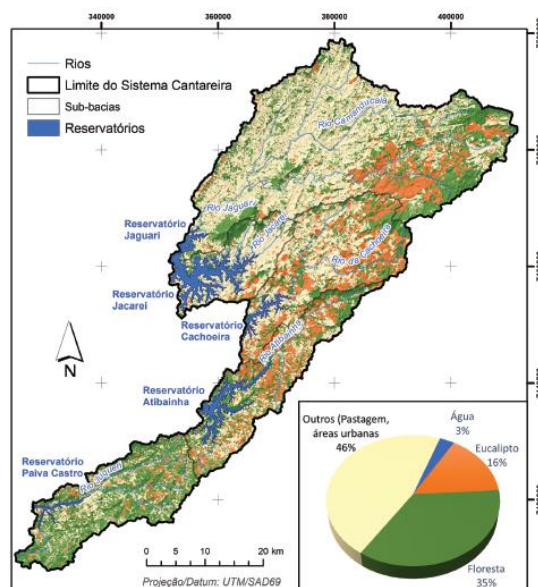 340000 360000 380000 400000
Rios
Limite do Sistema Cantareira
Sub-bacias
Reservatórios
Rio Camanducaia
Rio Jaguari
Rio Jacareí
Rio da Cachoeira
Reservatório
Jaguari
Reservatório
Jacareí
Reservatório
Cachoeira
Rio Atibainha
N
Reservatório
Atibainha
Reservatório
Paiva Castro
Rio Juqueri
Outros (Pastagem,
áreas urbanas
46%
Água
3%
Eucalipto
16%
Floresta
35%
0 5 10 20 km
Projeção/Datum: UTM/SAD69